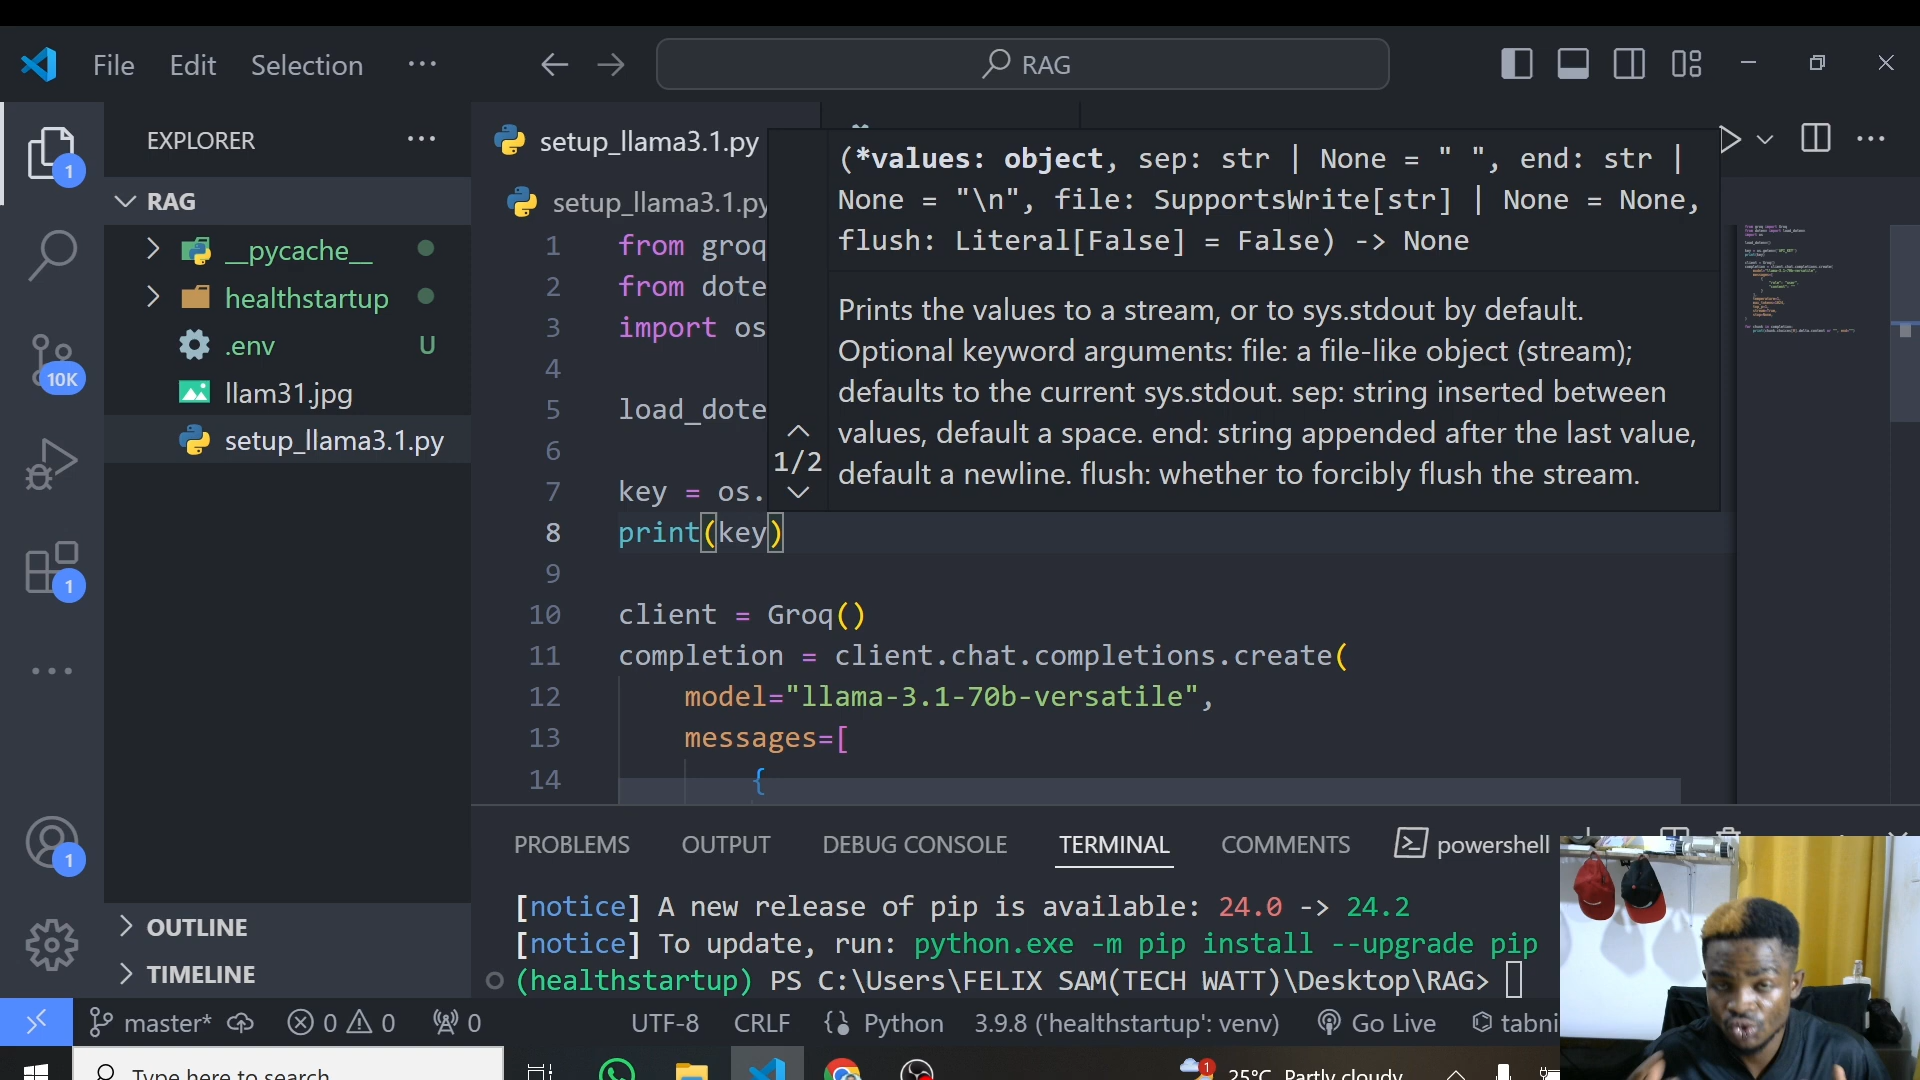 File Edit Selection ···
RAG
EXPLORER ···
RAG
__pycache__
healthstartup
.env U
llam31.jpg
setup_llama3.1.py
OUTLINE
TIMELINE
1
10K
1
1
setup_llama3.1.py
setup_llama3.1.py
(*values: object, sep: str | None = " ", end: str |
None = "\n", file: SupportsWrite[str] | None = None,
flush: Literal[False] = False) -> None
Prints the values to a stream, or to sys.stdout by default.
Optional keyword arguments: file: a file-like object (stream);
defaults to the current sys.stdout. sep: string inserted between
values, default a space. end: string appended after the last value,
default a newline. flush: whether to forcibly flush the stream.
1/2
1 from groq
2 from dote
3 import os
4
5 load_dote
6
7 key = os.
8 print(key)
9
10 client = Groq()
11 completion = client.chat.completions.create(
12 model="llama-3.1-70b-versatile",
13 messages=[
14 {
PROBLEMS OUTPUT DEBUG CONSOLE TERMINAL COMMENTS powershell
[notice] A new release of pip is available: 24.0 -> 24.2
[notice] To update, run: python.exe -m pip install --upgrade pip
(healthstartup) PS C:\Users\FELIX SAM(TECH WATT)\Desktop\RAG>
master* 0 0 0 UTF-8 CRLF Python 3.9.8 ('healthstartup': venv) Go Live tabni
Type here to search 1 25°C Partly cloudy